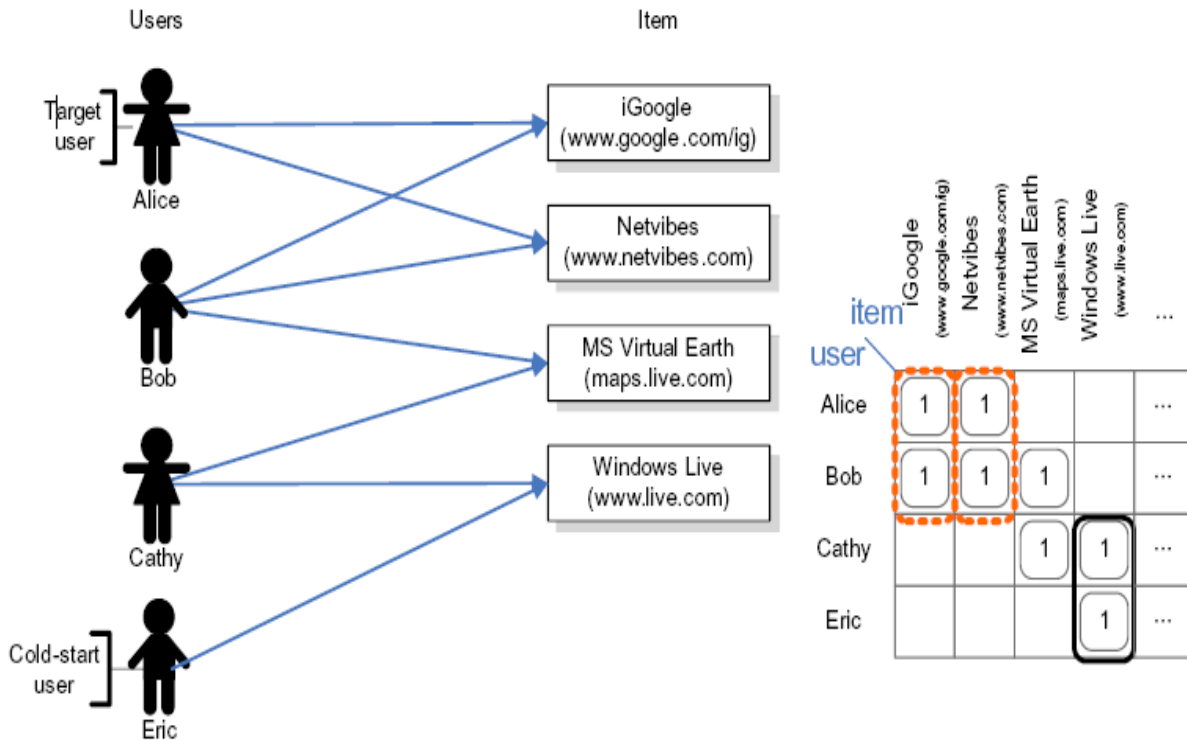 Users
Item
Target
user
Alice
Bob
Cathy
Cold-start
user
Eric
iGoogle
(www.google.com/ig)
Netvibes
(www.netvibes.com)
MS Virtual Earth
(maps.live.com)
Windows Live
(www.live.com)
iGoogle
(www.google.com/ig)
Netvibes
(www.netvibes.com)
MS Virtual Earth
(maps.live.com)
Windows Live
(www.live.com)
...
item
user
Alice 1 1 ...
Bob 1 1 1 ...
Cathy 1 1 ...
Eric 1 ...